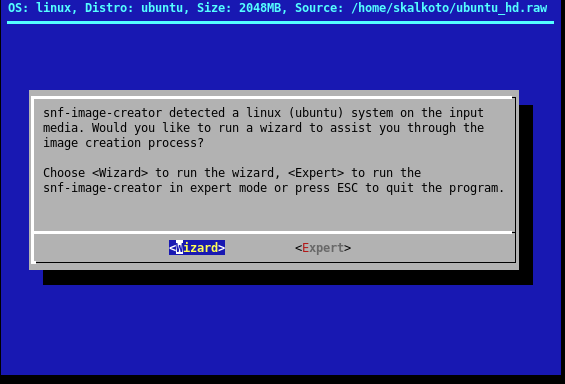 OS: linux, Distro: ubuntu, Size: 2048MB, Source: /home/skalkoto/ubuntu_hd.raw
snf-image-creator detected a linux (ubuntu) system on the input
media. Would you like to run a wizard to assist you through the
image creation process?
Choose <Wizard> to run the wizard, <Expert> to run the
snf-image-creator in expert mode or press ESC to quit the program.
<Wizard> <Expert>